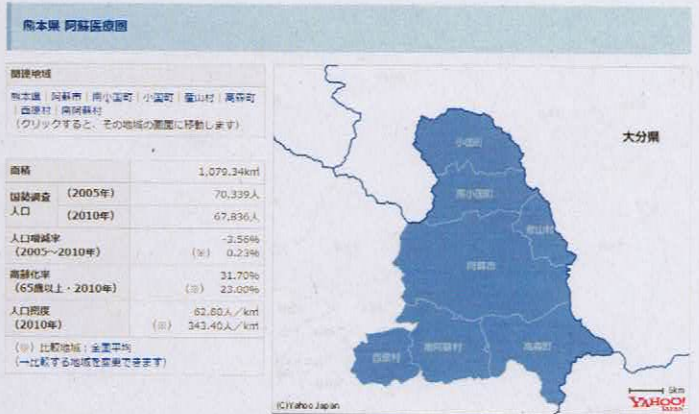 熊本県 阿蘇医療圏
関連地域
熊本県｜阿蘇市｜南小国町｜小国町｜産山村｜高森町
｜西原村｜南阿蘇村
（クリックすると、その地域の画面に移動します）
面積 1,079.34km²
国勢調査人口 （2005年） 70,339人
（2010年） 67,836人
人口増減率 -3.56%
（2005～2010年） （※） 0.23%
高齢化率 31.70%
（65歳以上・2010年） （※） 23.00%
人口密度 62.80人／km²
（2010年） （※） 343.40人／km²
（※）比較地域：全国平均
（→比較する地域を変更できます）
小国町
大分県
南小国町
産山村
阿蘇市
西原村
南阿蘇村
高森町
5km
(C)Yahoo Japan
YAHOO!
JAPAN